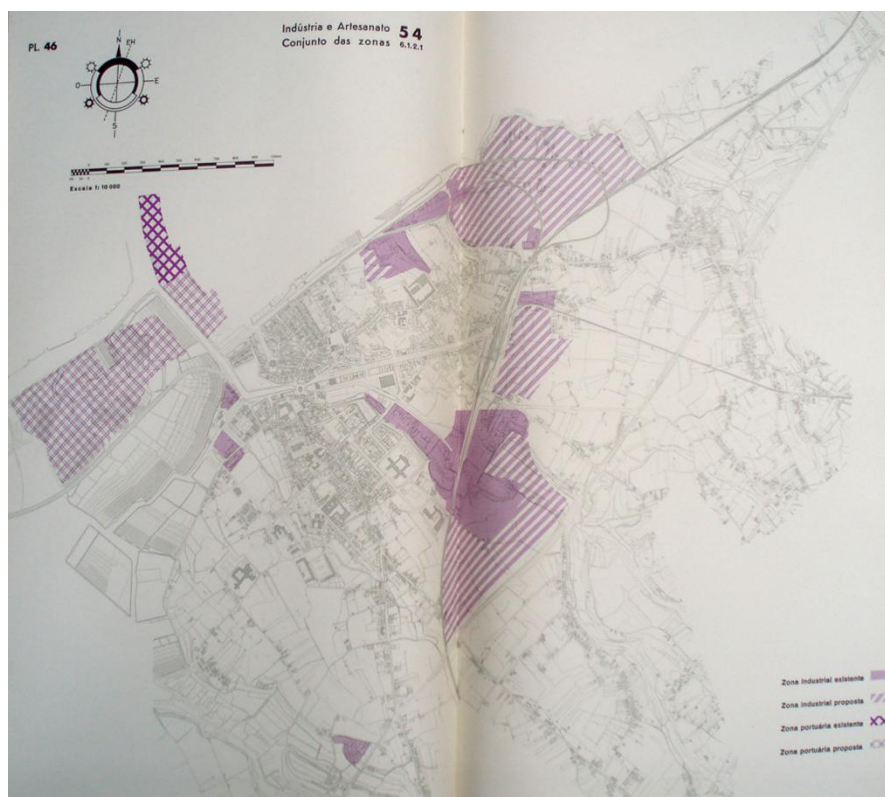 PL. 46
Indústria e Artesanato 54
Conjunto das zonas 6.1.2.1
N EH
O E
S
Escala 1:10 000
Zona industrial existente
Zona industrial proposta
Zona portuária existente
Zona portuária proposta